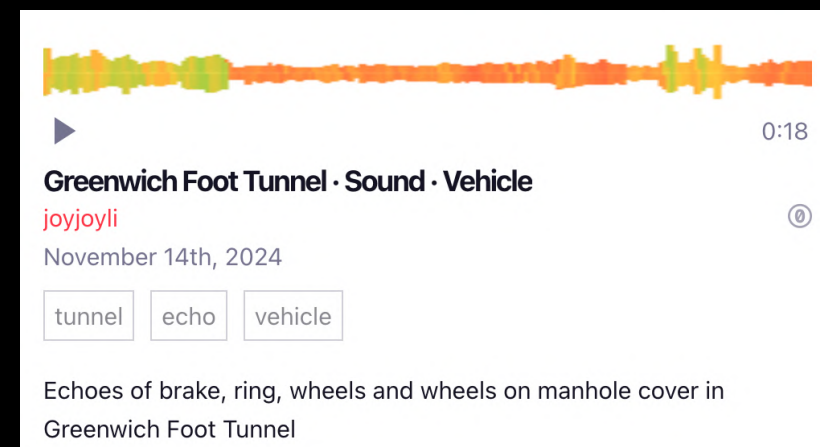 0:18
Greenwich Foot Tunnel · Sound · Vehicle
joyjoyli
0
November 14th, 2024
tunnel echo vehicle
Echoes of brake, ring, wheels and wheels on manhole cover in
Greenwich Foot Tunnel